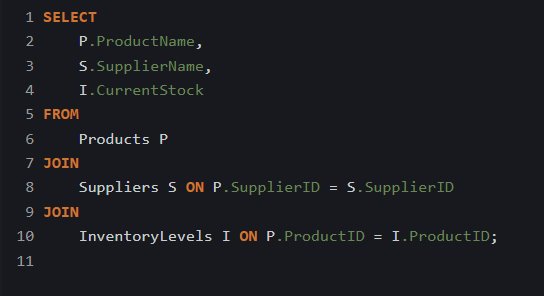 1 SELECT
2     P.ProductName,
3     S.SupplierName,
4     I.CurrentStock
5 FROM
6     Products P
7 JOIN
8     Suppliers S ON P.SupplierID = S.SupplierID
9 JOIN
10     InventoryLevels I ON P.ProductID = I.ProductID;
11